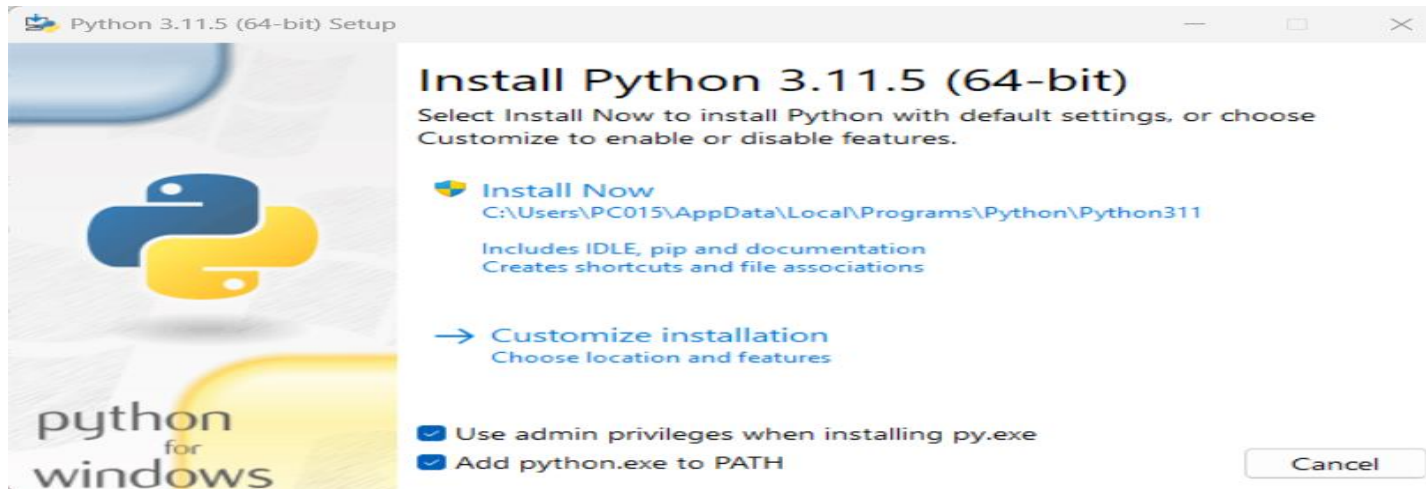 Python 3.11.5 (64-bit) Setup
Install Python 3.11.5 (64-bit)
Select Install Now to install Python with default settings, or choose
Customize to enable or disable features.
Install Now
C:\Users\PC015\AppData\Local\Programs\Python\Python311
Includes IDLE, pip and documentation
Creates shortcuts and file associations
Customize installation
Choose location and features
python
for
windows
Use admin privileges when installing py.exe
Add python.exe to PATH
Cancel